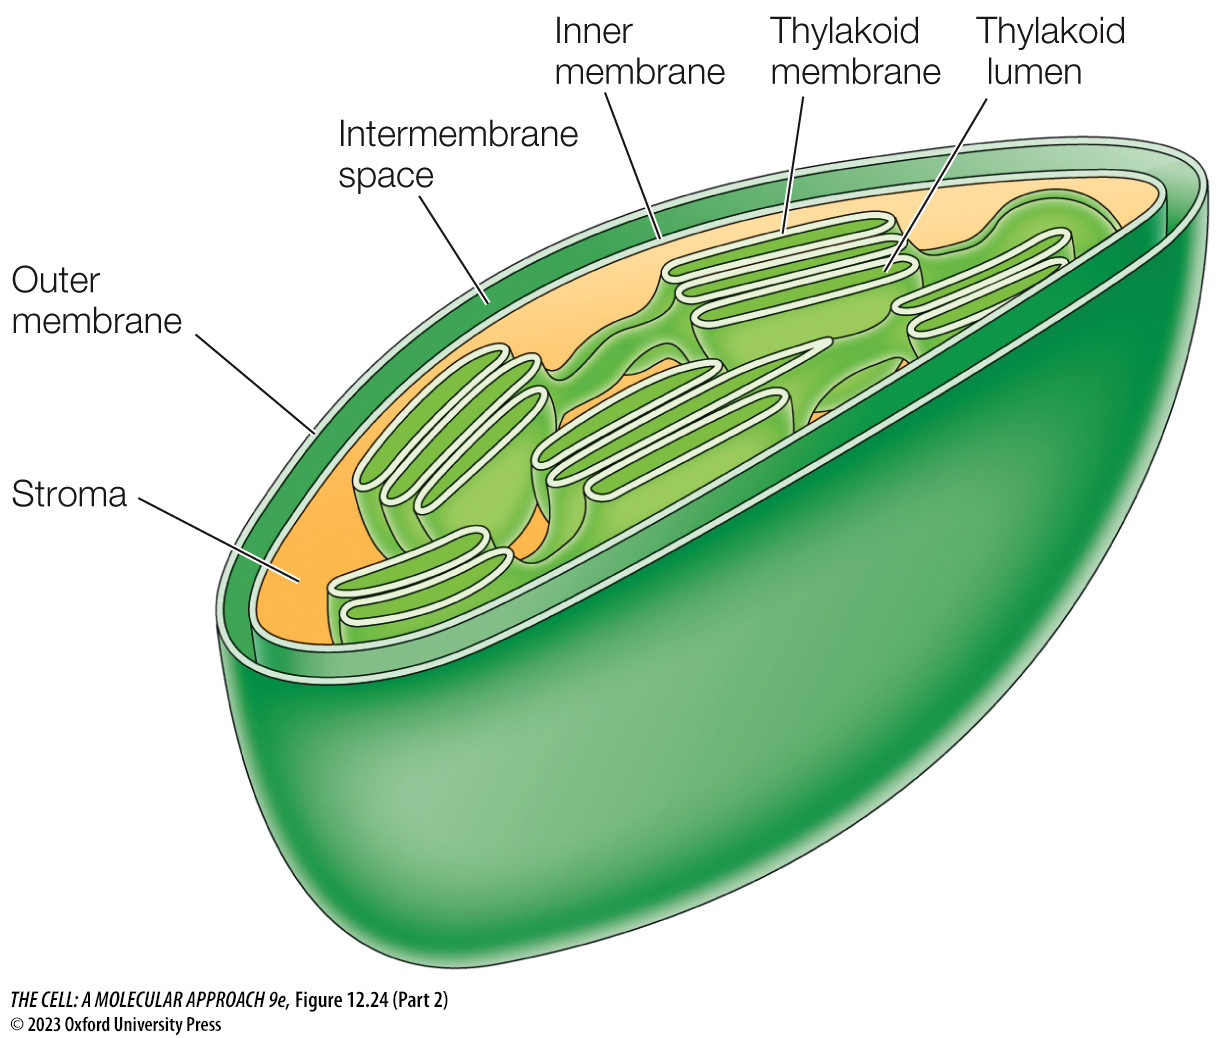 Inner
membrane
Thylakoid
membrane
Thylakoid
lumen
Intermembrane
space
Outer
membrane
Stroma
THE CELL: A MOLECULAR APPROACH 9e, Figure 12.24 (Part 2)
© 2023 Oxford University Press